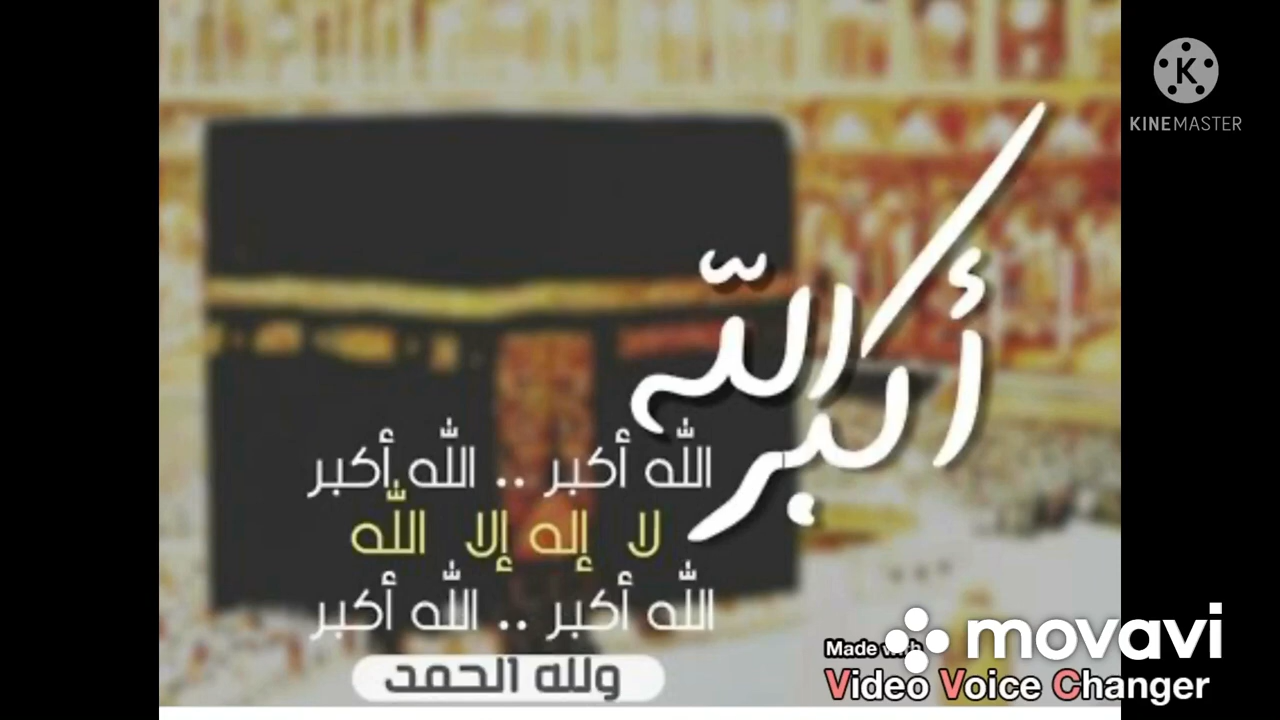 K
KINEMASTER
الله أكبر
الله أكبر .. الله أكبر
لا إله إلا الله
الله أكبر .. الله أكبر
ولله الحمد
movavi
Made with
Video Voice Changer